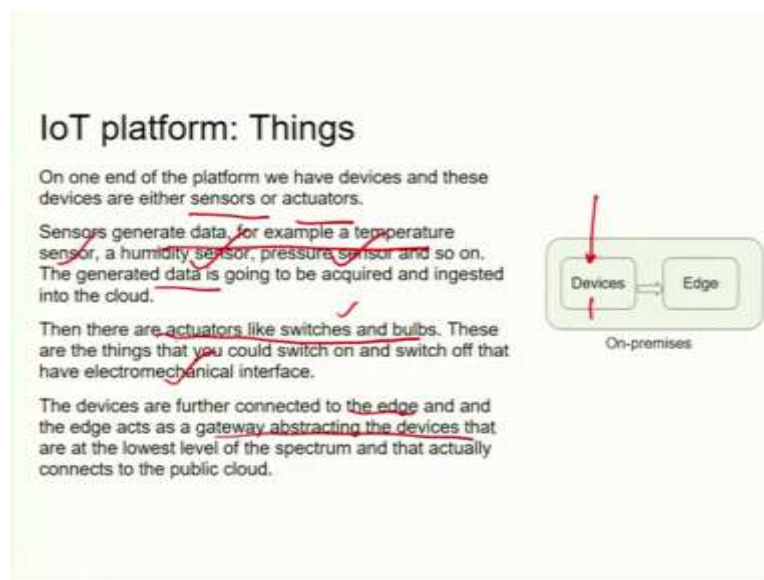 IoT platform: Things
On one end of the platform we have devices and these
devices are either sensors or actuators.
Sensors generate data, for example a temperature
sensor, a humidity sensor, pressure sensor and so on.
The generated data is going to be acquired and ingested
into the cloud.
Then there are actuators like switches and bulbs. These
are the things that you could switch on and switch off that
have electromechanical interface.
The devices are further connected to the edge and and
the edge acts as a gateway abstracting the devices that
are at the lowest level of the spectrum and that actually
connects to the public cloud.
Devices
Edge
On-premises